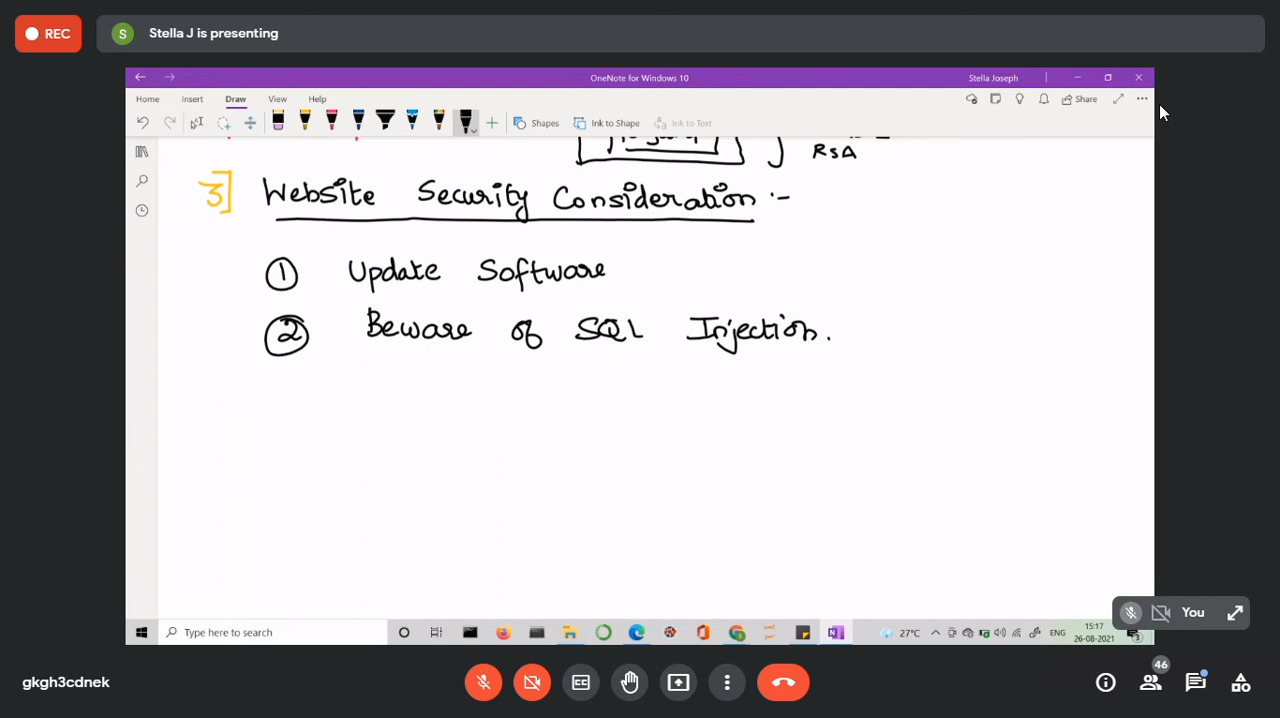 REC
S Stella J is presenting
OneNote for Windows 10
Stella Joseph
Home Insert Draw View Help
Share
Shapes Ink to Shape Ink to Text
RSA
3] Website Security Consideration :-
① Update Software
② Beware of SQL Injection.
You
Type here to search
27°C
ENG
15:17
26-08-2021
3
gkgh3cdnek
46